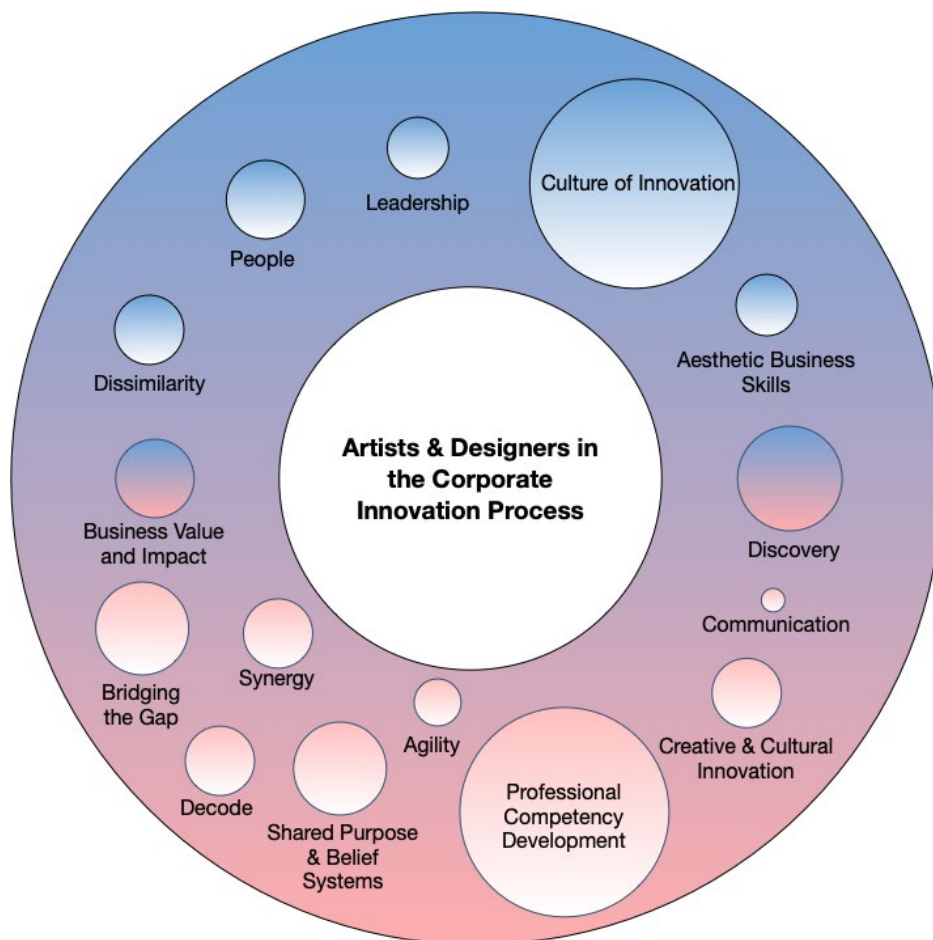 Leadership
Culture of Innovation
People
Aesthetic Business
Skills
Dissimilarity
Artists & Designers in
the Corporate
Innovation Process
Business Value
and Impact
Discovery
Communication
Synergy
Bridging
the Gap
Agility
Creative & Cultural
Innovation
Decode
Shared Purpose
& Belief
Systems
Professional
Competency
Development